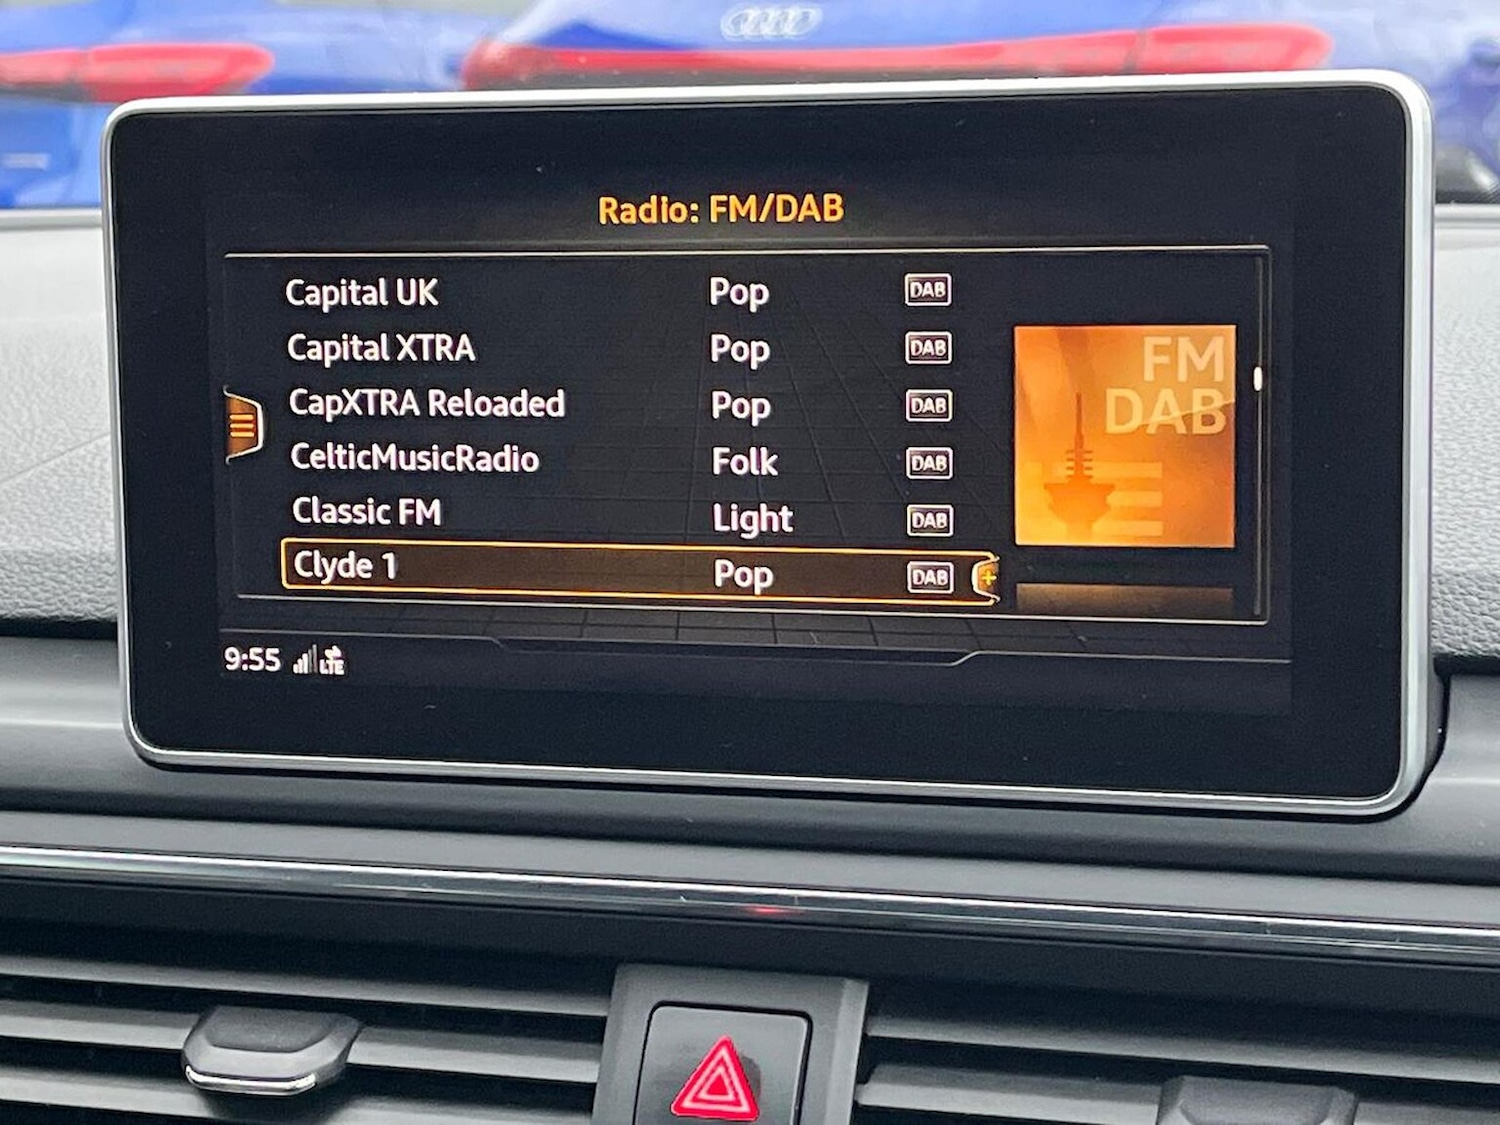 Radio: FM/DAB
Capital UK Pop DAB
Capital XTRA Pop DAB
CapXTRA Reloaded Pop DAB
CelticMusicRadio Folk DAB
Classic FM Light DAB
Clyde 1 Pop DAB +
FM
DAB
9:55 LTE